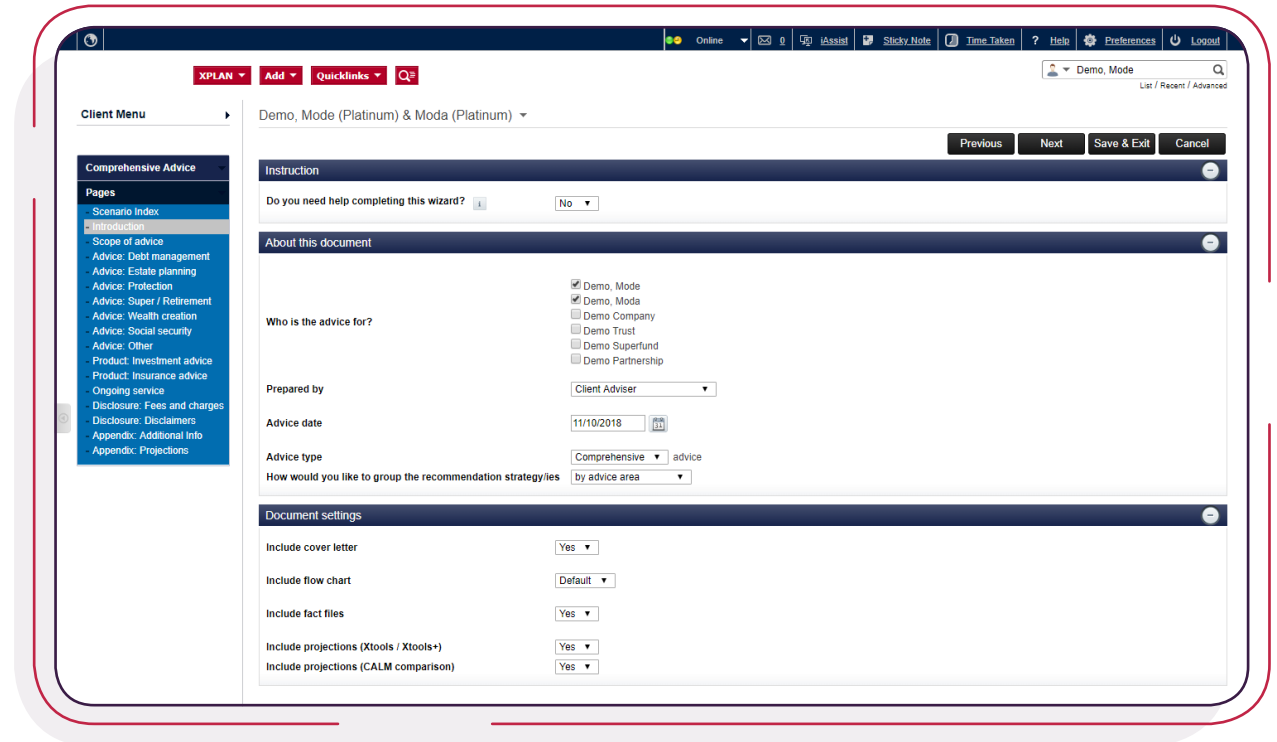 Online 0 iAssist Sticky Note Time Taken ? Help Preferences Logout
XPLAN Add Quicklinks Demo, Mode
List / Recent / Advanced
Client Menu
Demo, Mode (Platinum) & Moda (Platinum)
Previous Next Save & Exit Cancel
Comprehensive Advice
Pages
- Scenario Index
- Introduction
- Scope of advice
- Advice: Debt management
- Advice: Estate planning
- Advice: Protection
- Advice: Super / Retirement
- Advice: Wealth creation
- Advice: Social security
- Advice: Other
- Product: Investment advice
- Product: Insurance advice
- Ongoing service
- Disclosure: Fees and charges
- Disclosure: Disclaimers
- Appendix: Additional Info
- Appendix: Projections
Instruction
Do you need help completing this wizard? i No
About this document
Who is the advice for?
Demo, Mode
Demo, Moda
Demo Company
Demo Trust
Demo Superfund
Demo Partnership
Prepared by Client Adviser
Advice date 11/10/2018 31
Advice type Comprehensive advice
How would you like to group the recommendation strategy/ies by advice area
Document settings
Include cover letter Yes
Include flow chart Default
Include fact files Yes
Include projections (Xtools / Xtools+) Yes
Include projections (CALM comparison) Yes